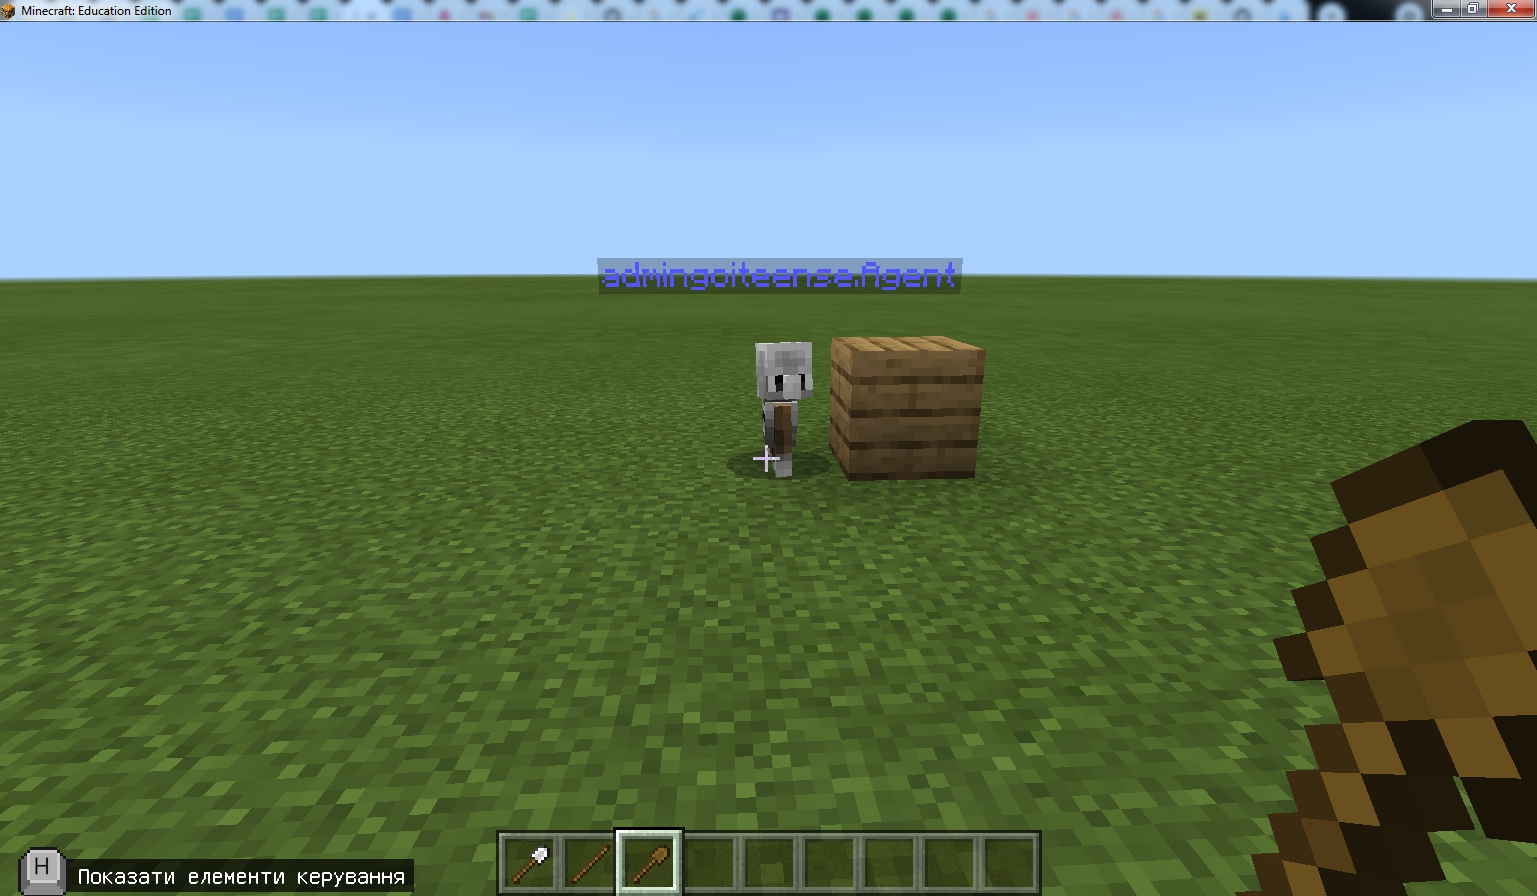 Minecraft: Education Edition
admingoiteense.Agent
H
Показати елементи керування